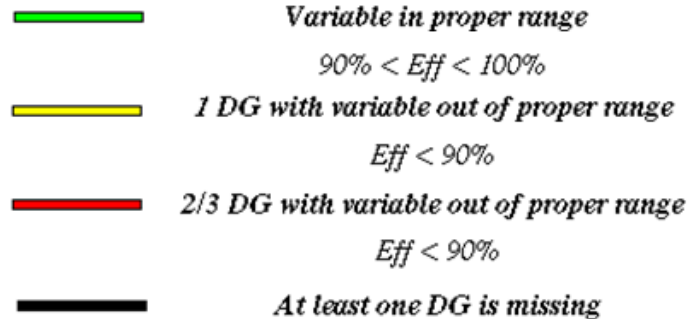 Variable in proper range
90% < Eff < 100%
1 DG with variable out of proper range
Eff < 90%
2/3 DG with variable out of proper range
Eff < 90%
At least one DG is missing